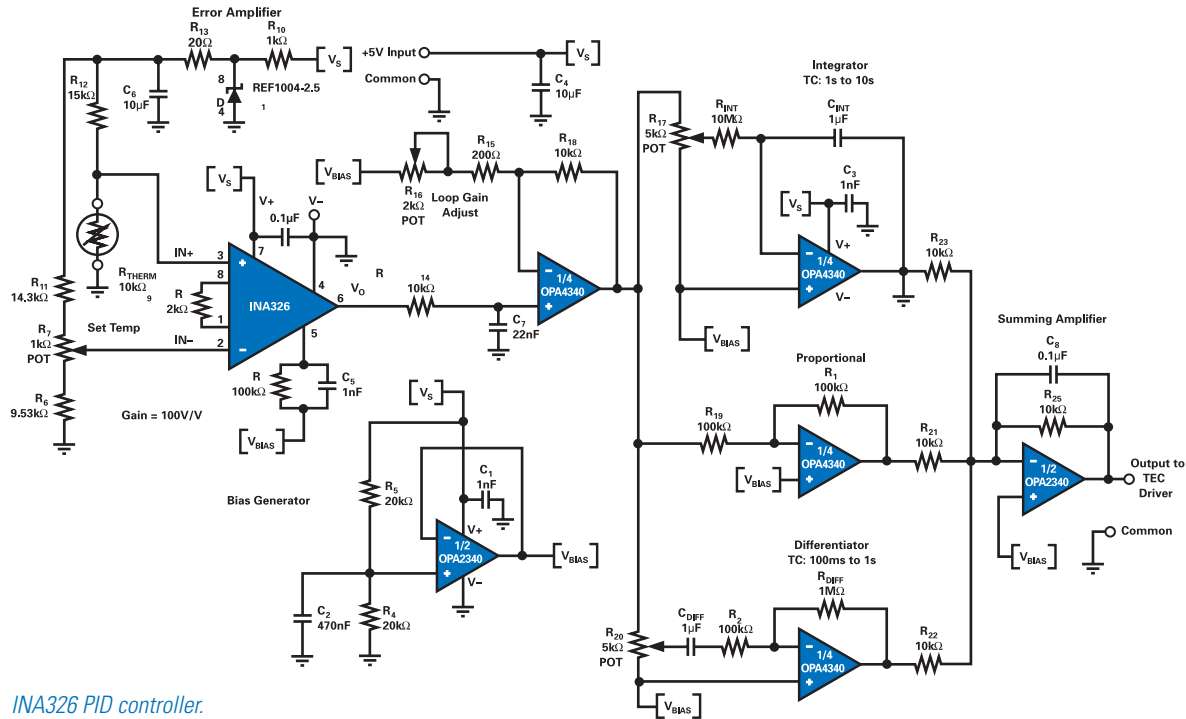 Error Amplifier
R13
20Ω
R10
1kΩ
VS
+5V Input
VS
Common
C4
10µF
R12
15kΩ
C6
10µF
8
D
4
REF1004-2.5
1
Integrator
TC: 1s to 10s
R17
5kΩ
POT
RINT
10MΩ
CINT
1µF
C3
1nF
VS
V+
–
+
1/4
OPA4340
V–
R23
10kΩ
VBIAS
VBIAS
R16
2kΩ
POT
Loop Gain
Adjust
R15
200Ω
R18
10kΩ
VS
V+
0.1µF
V–
IN+
3
8
1
2
IN–
+
–
7
4
6
5
INA326
VO
RTHERM
10kΩ
9
R
2kΩ
R11
14.3kΩ
R7
1kΩ
POT
Set Temp
R6
9.53kΩ
Gain = 100V/V
R
100kΩ
C5
1nF
VBIAS
R
14
10kΩ
C7
22nF
–
+
1/4
OPA4340
Proportional
R1
100kΩ
R19
100kΩ
–
+
1/4
OPA4340
VBIAS
R21
10kΩ
Summing Amplifier
C8
0.1µF
R25
10kΩ
–
+
1/2
OPA2340
VBIAS
Output to
TEC
Driver
Common
Bias Generator
VS
R5
20kΩ
C1
1nF
V+
–
+
1/2
OPA2340
V–
VBIAS
C2
470nF
R4
20kΩ
Differentiator
TC: 100ms to 1s
RDIFF
1MΩ
R20
5kΩ
POT
CDIFF
1µF
R2
100kΩ
–
+
1/4
OPA4340
R22
10kΩ
VBIAS
INA326 PID controller.